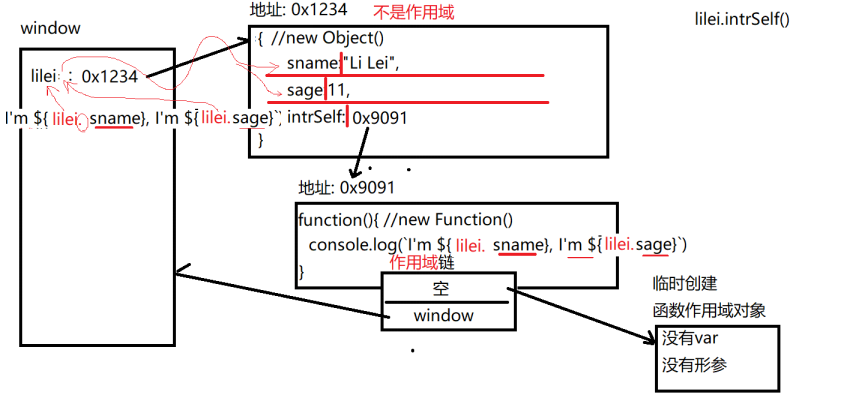 地址: 0x1234 不是作用域
lilei.intrSelf()
window
{ //new Object()
lilei: : 0x1234
sname:"Li Lei",
sage:11,
I'm ${ lilei. sname}, I'm ${lilei.sage}`) intrSelf: 0x9091
}
地址: 0x9091
function(){ //new Function()
console.log(`I'm ${ lilei. sname}, I'm ${lilei.sage}`)
}
作用域链
空
window
临时创建
函数作用域对象
没有var
没有形参